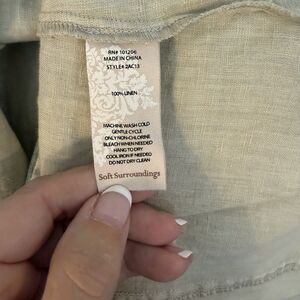 RN# 101206
MADE IN CHINA
STYLE# 2AC13
100% LINEN
MACHINE WASH COLD
GENTLE CYCLE
ONLY NON-CHLORINE
BLEACH WHEN NEEDED
HANG TO DRY
COOL IRON IF NEEDED
DO NOT DRY CLEAN
Soft Surroundings